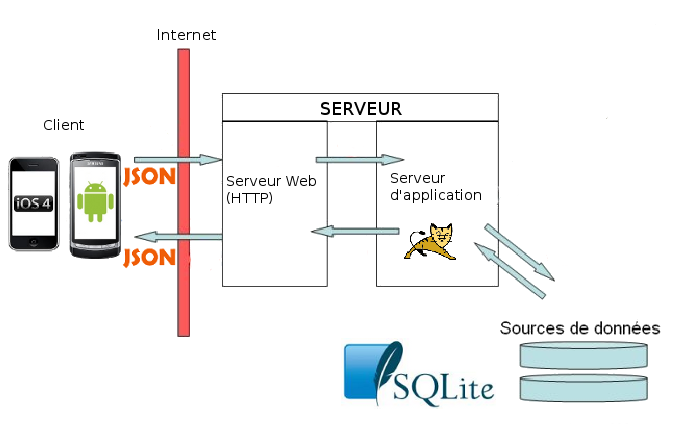 Internet
SERVEUR
Client
JSON
Serveur Web
(HTTP)
Serveur
d'application
iOS 4
JSON
Sources de données
SQLite